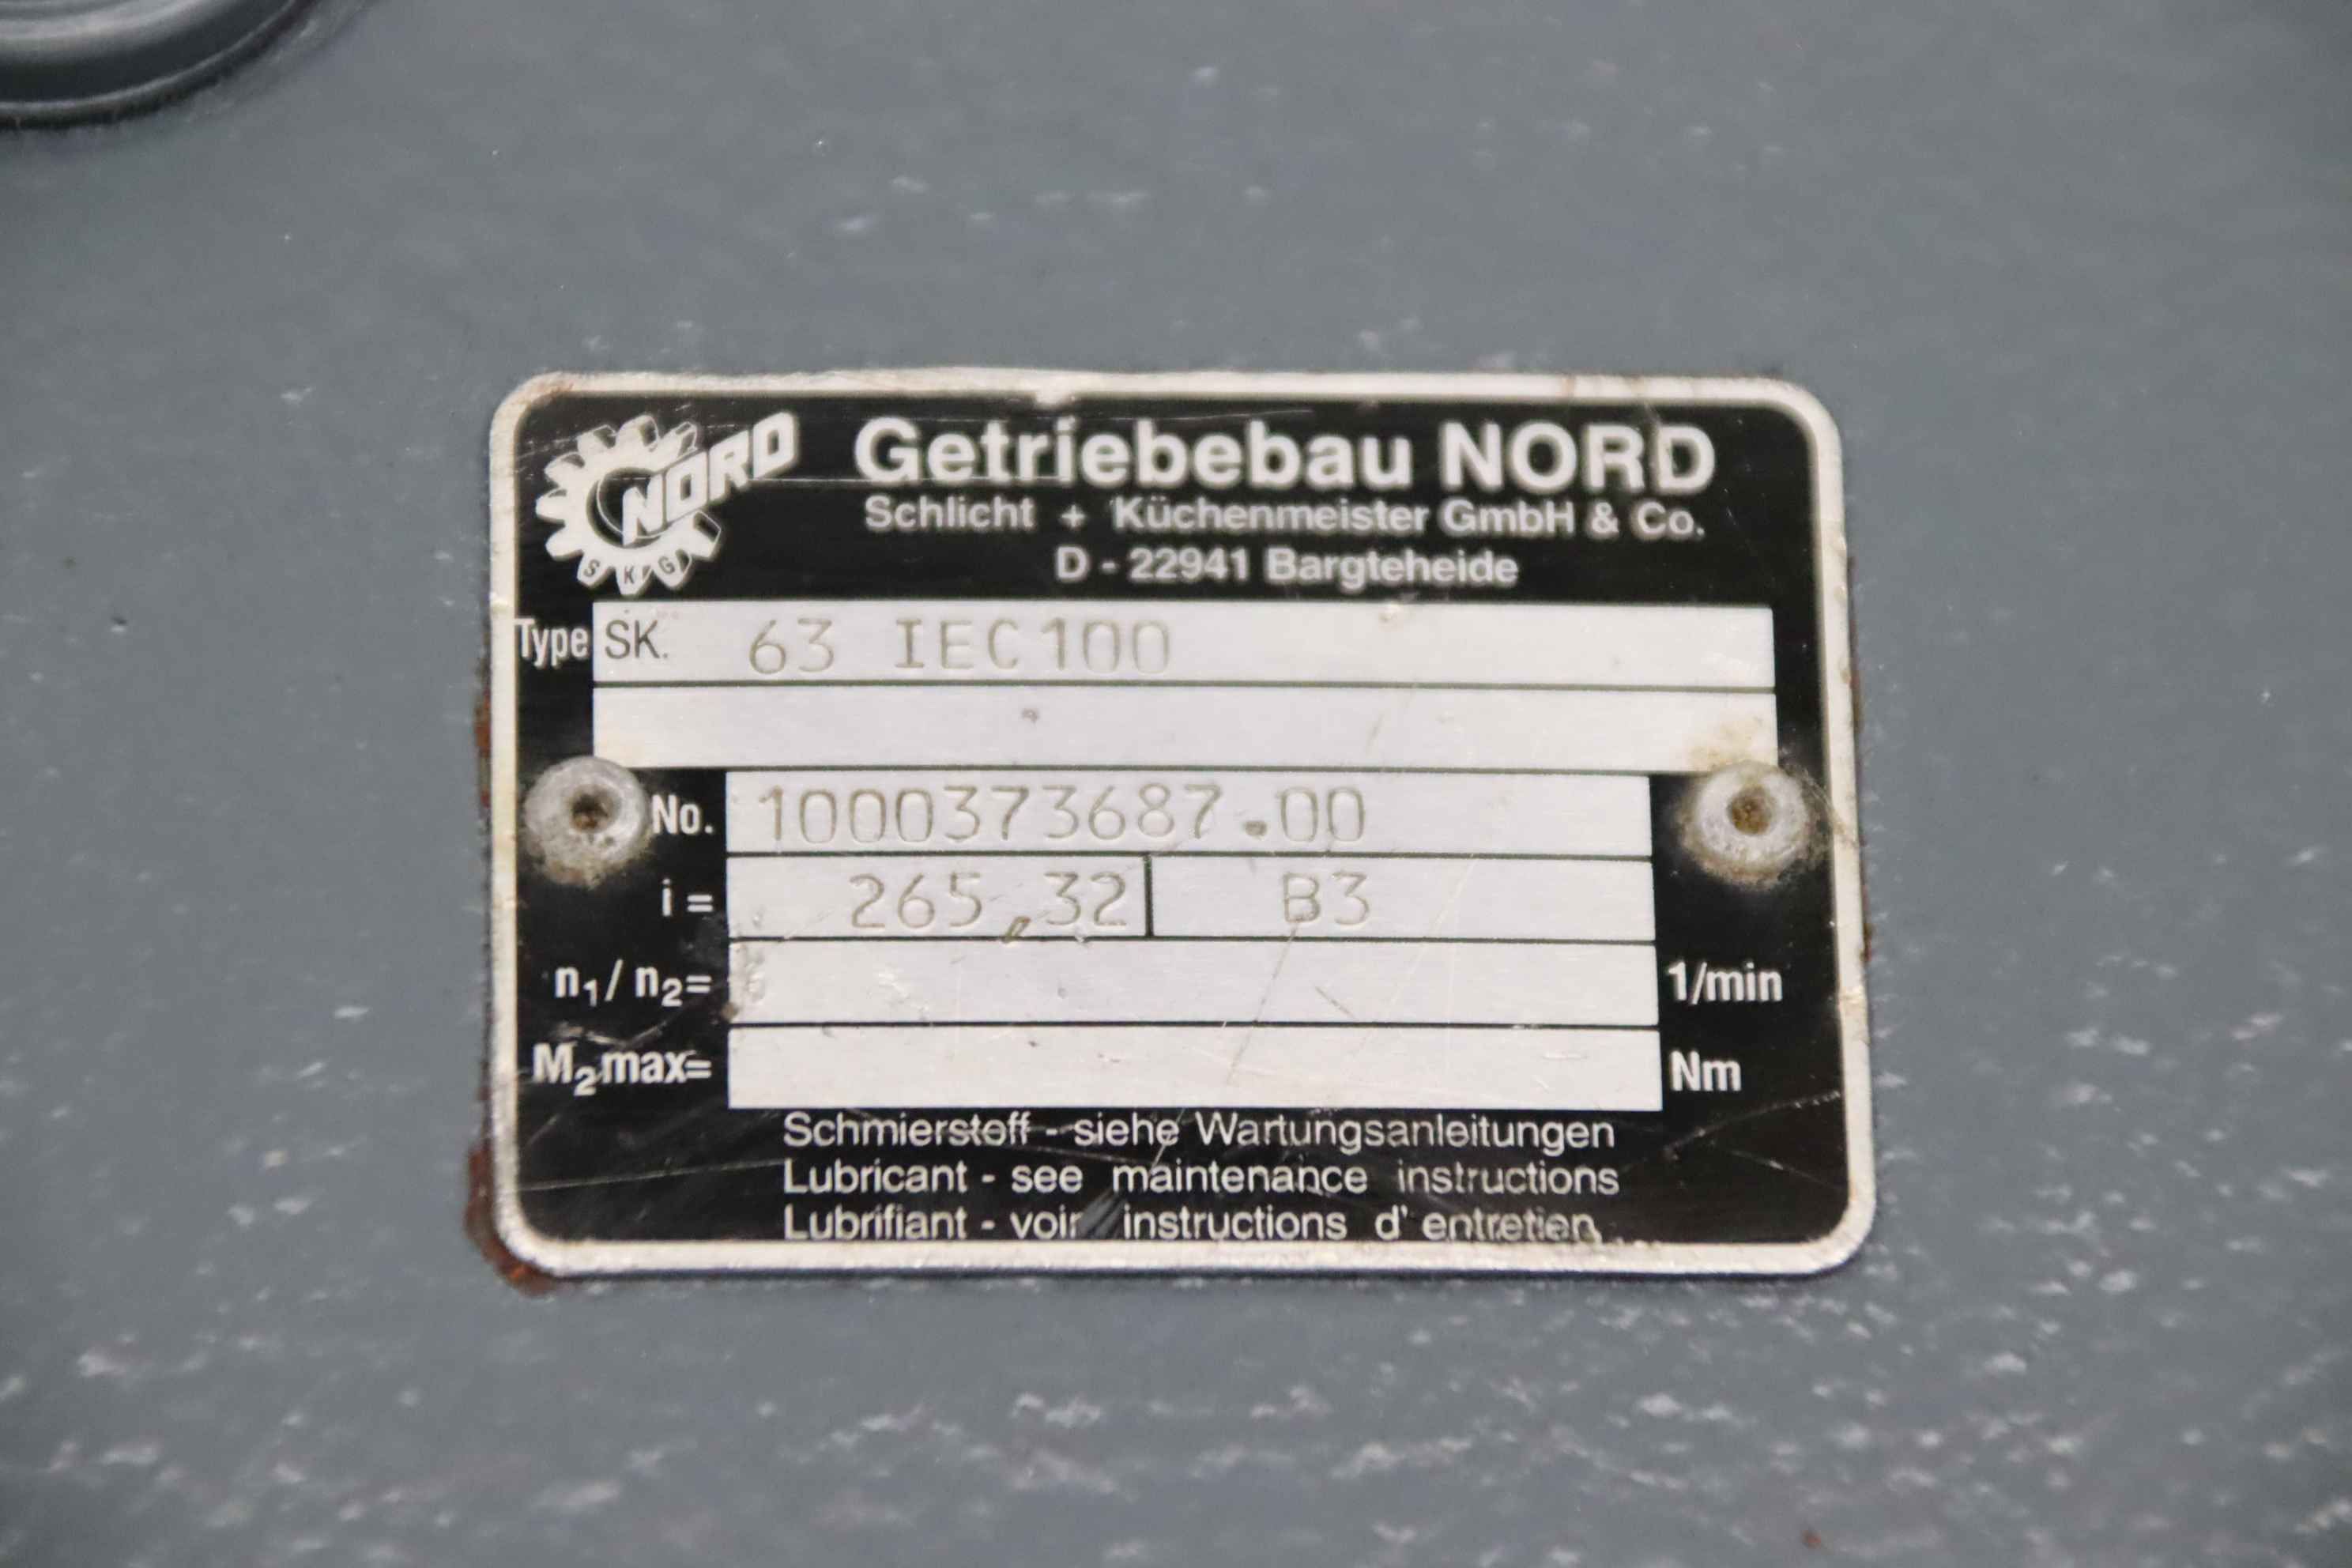 NORD
SKG
Getriebebau NORD
Schlicht + Küchenmeister GmbH & Co.
D - 22941 Bargteheide
Type SK. 63 IEC100
No. 1000373687.00
i = 265,32 B3
n₁/ n₂= 1/min
M₂max= Nm
Schmierstoff - siehe Wartungsanleitungen
Lubricant - see maintenance instructions
Lubrifiant - voir instructions d' entretien